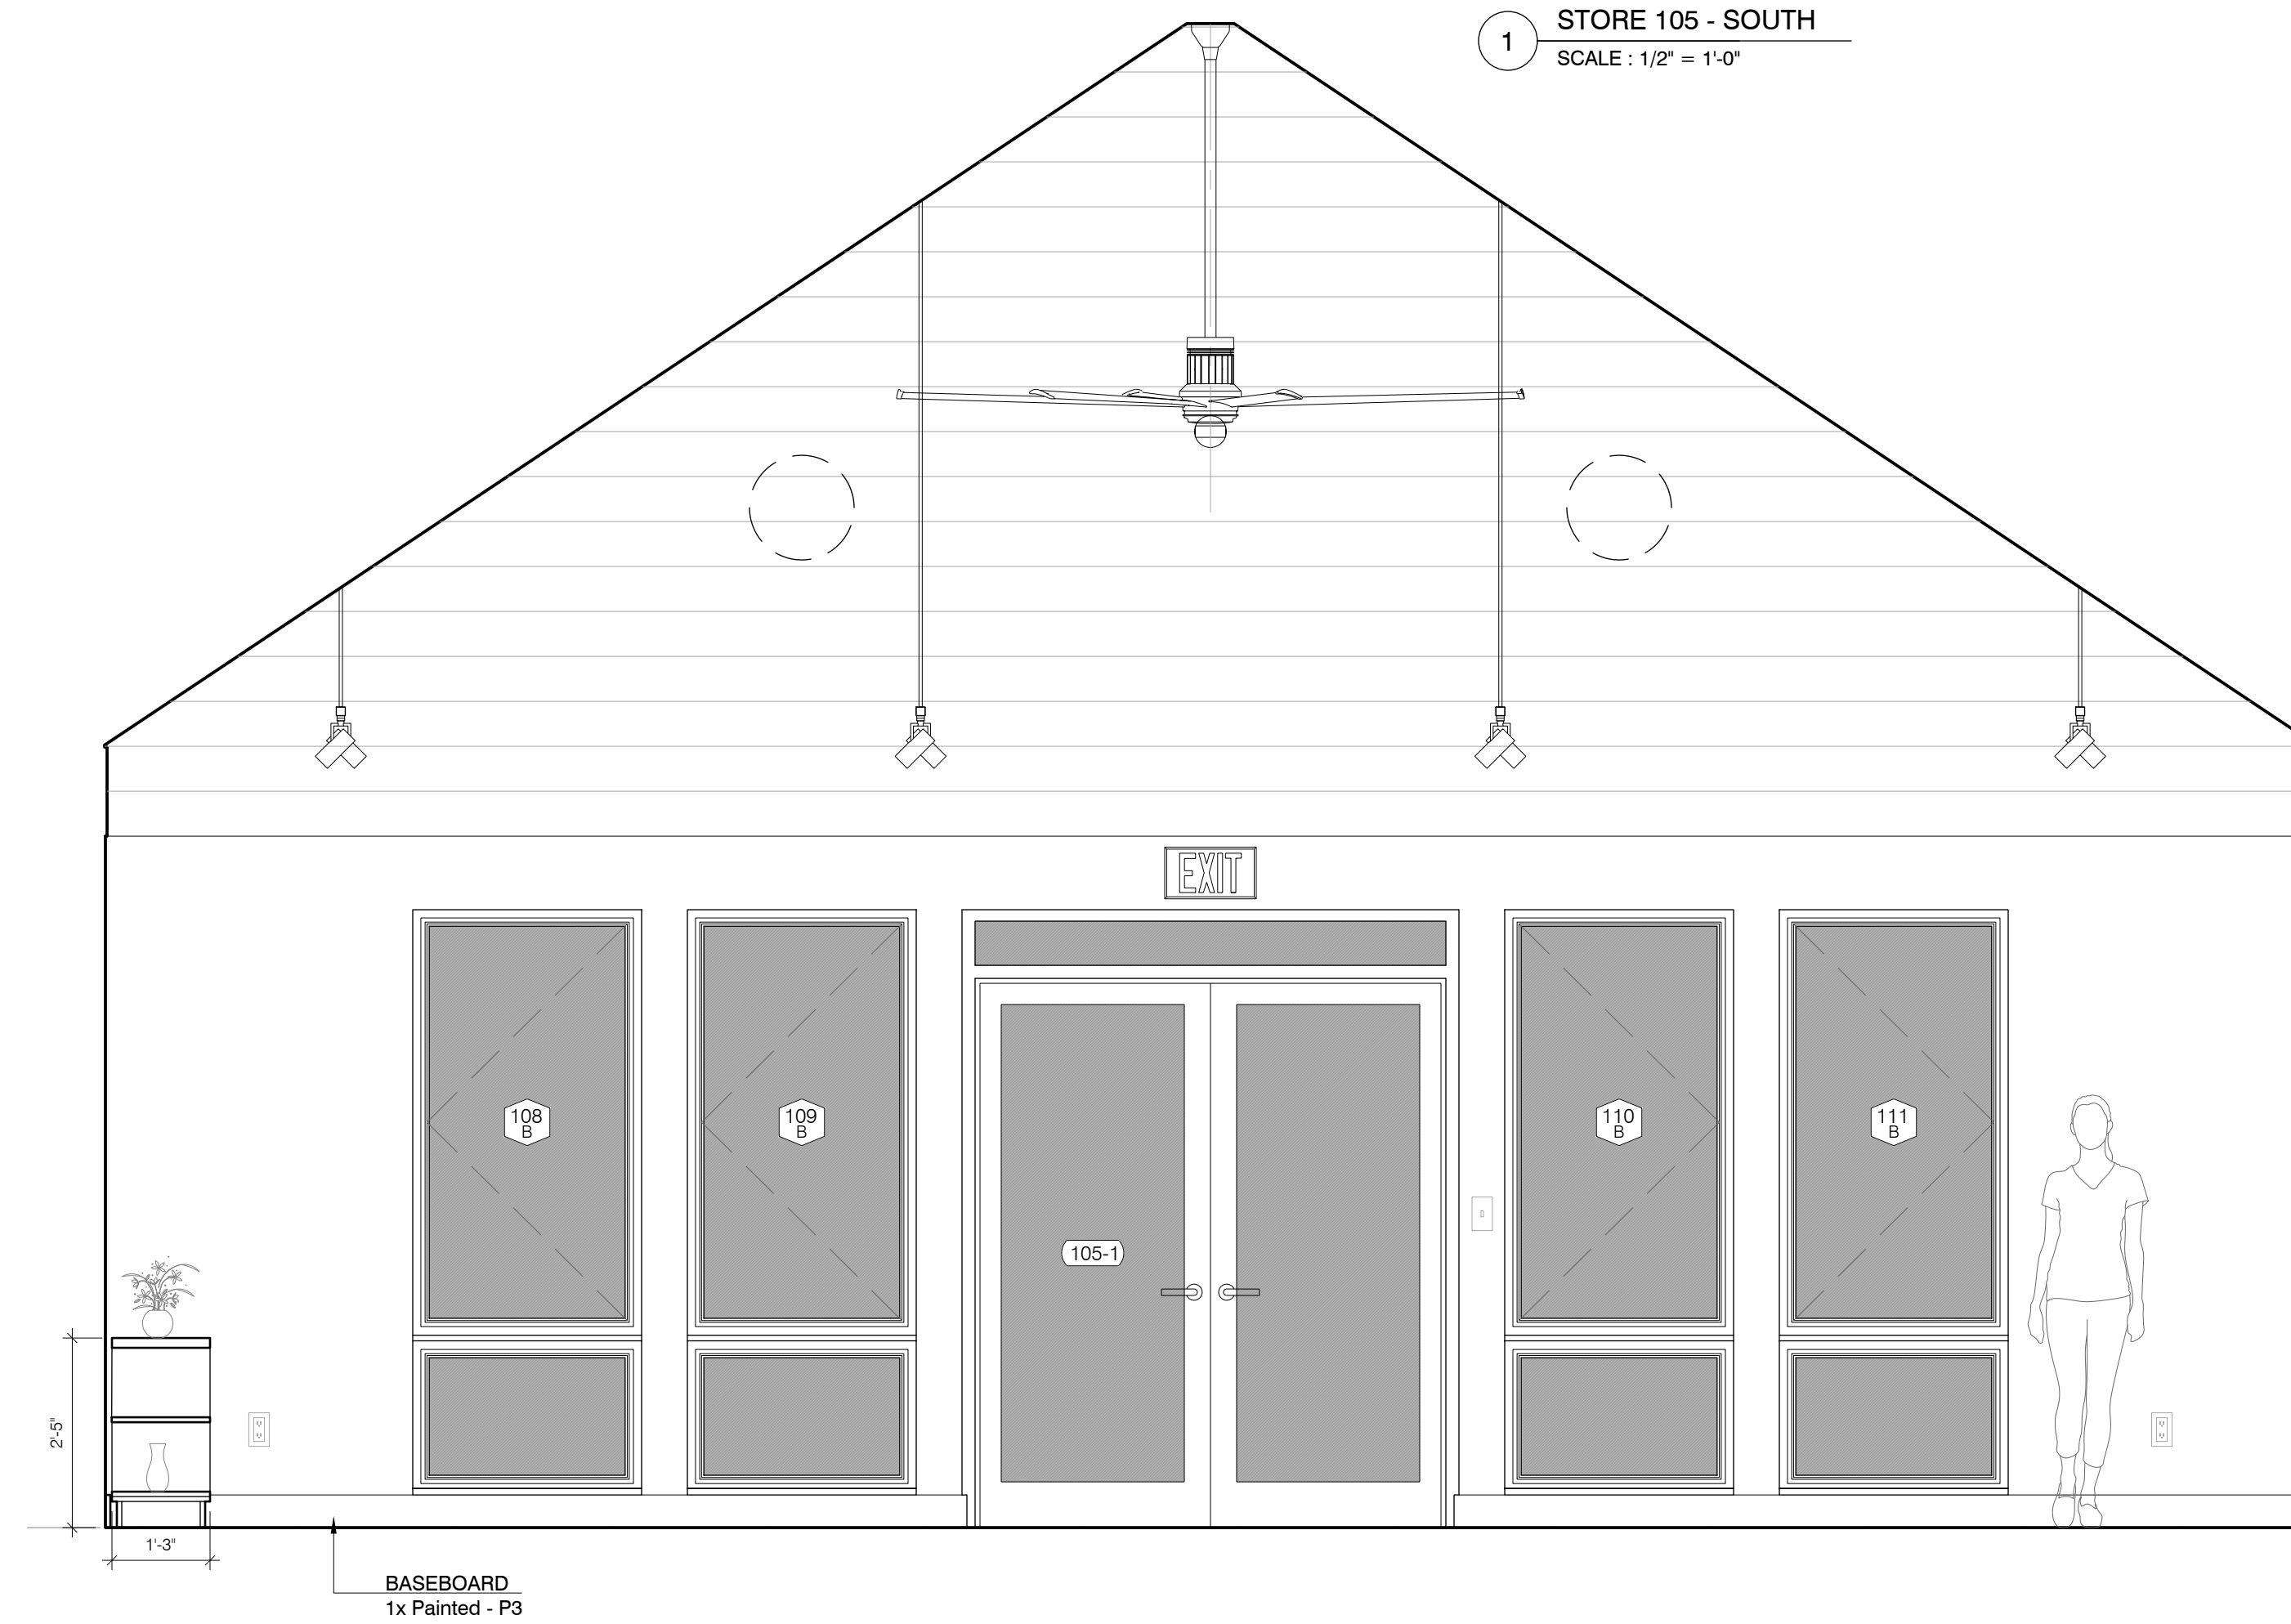 1
STORE 105 - SOUTH
SCALE : 1/2" = 1'-0"
EXIT
108
B
109
B
110
B
111
B
105-1
2'-5"
1'-3"
BASEBOARD
1x Painted - P3